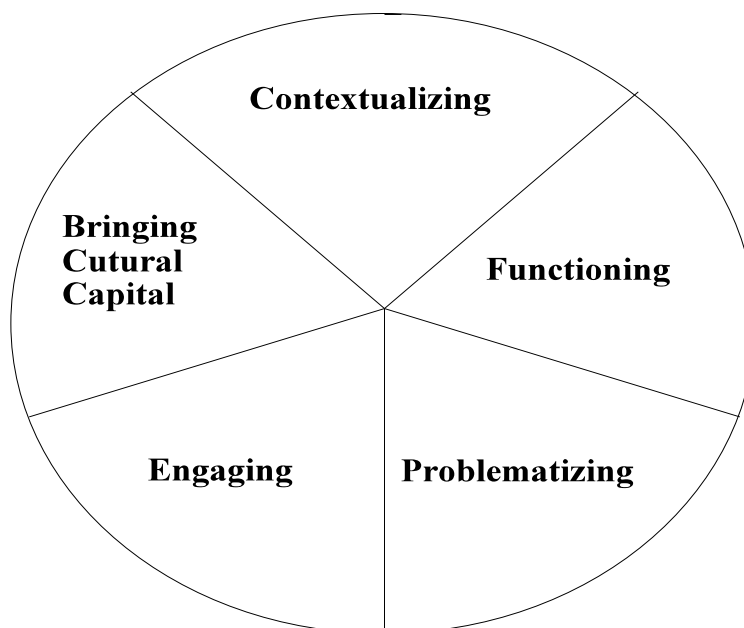 Contextualizing
Bringing
Cutural
Capital
Functioning
Engaging
Problematizing